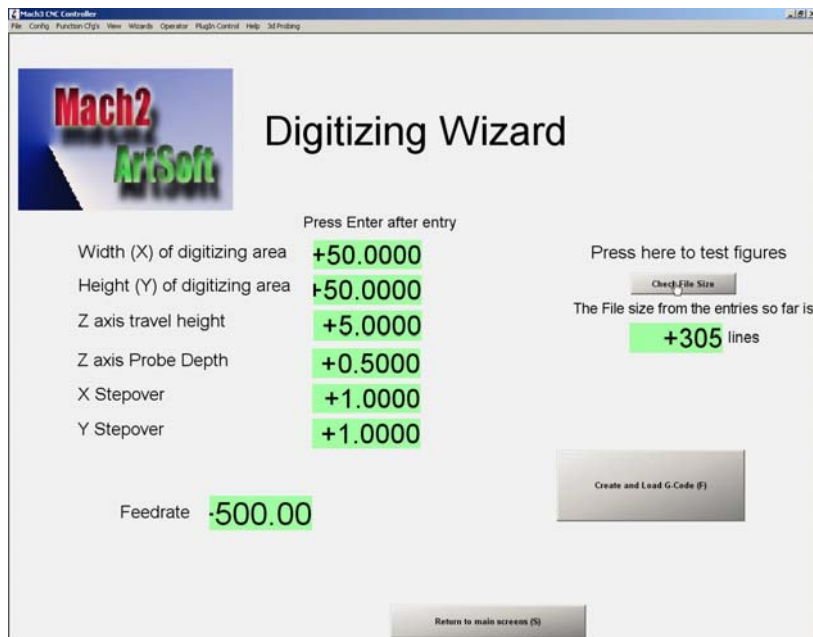 Mach3 CNC Controller
File Config Function Cfg's View Wizards Operator PlugIn Control Help 3d Probing
Mach2
ArtSoft
Digitizing Wizard
Press Enter after entry
Width (X) of digitizing area +50.0000
Height (Y) of digitizing area +50.0000
Z axis travel height +5.0000
Z axis Probe Depth +0.5000
X Stepover +1.0000
Y Stepover +1.0000
Feedrate +500.00
Press here to test figures
Check File Size
The File size from the entries so far is
+305 lines
Create and Load G-Code (F)
Return to main screens (S)